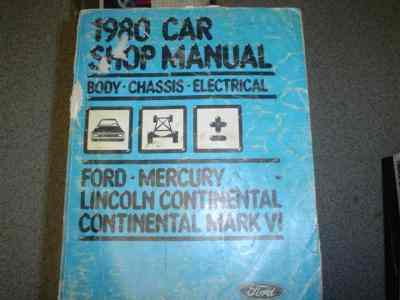 1980 CAR
SHOP MANUAL
BODY · CHASSIS · ELECTRICAL
FORD · MERCURY
LINCOLN CONTINENTAL
CONTINENTAL MARK VI
Ford